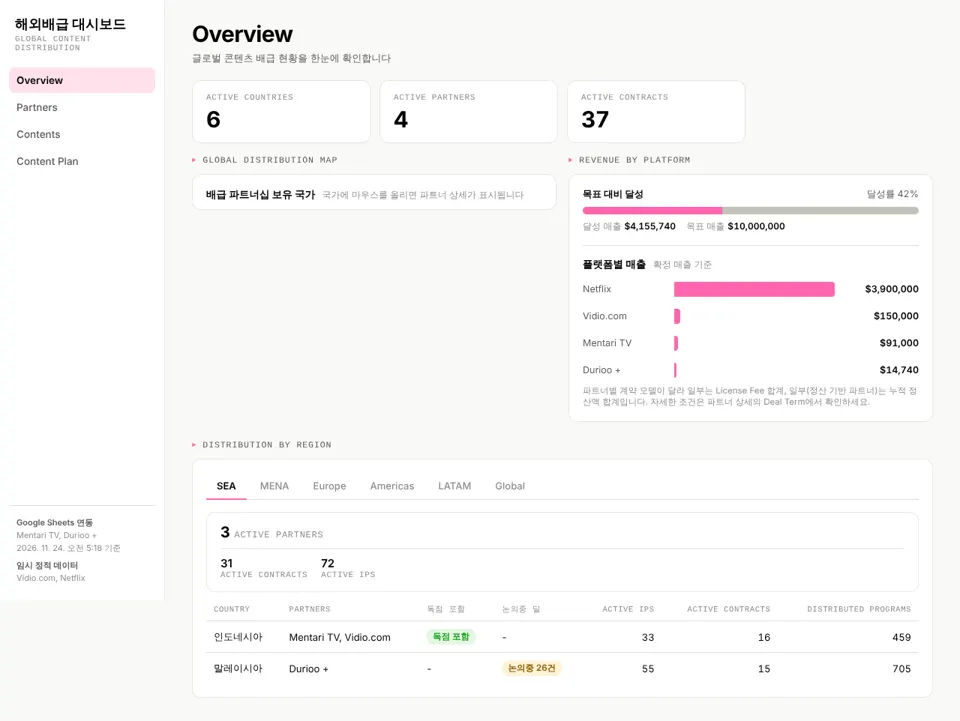 해외배급 대시보드
GLOBAL CONTENT
DISTRIBUTION
Overview
Partners
Contents
Content Plan
Google Sheets 연동
Mentari TV, Durioo +
2026. 11. 24. 오전 5:18 기준
임시 정적 데이터
Vidio.com, Netflix
Overview
글로벌 콘텐츠 배급 현황을 한눈에 확인합니다
ACTIVE COUNTRIES
6
ACTIVE PARTNERS
4
ACTIVE CONTRACTS
37
GLOBAL DISTRIBUTION MAP
배급 파트너십 보유 국가 국가에 마우스를 올리면 파트너 상세가 표시됩니다
REVENUE BY PLATFORM
목표 대비 달성 달성률 42%
달성 매출 $4,155,740 목표 매출 $10,000,000
플랫폼별 매출 확정 매출 기준
Netflix $3,900,000
Vidio.com $150,000
Mentari TV $91,000
Durioo + $14,740
파트너별 계약 모델이 달라 일부는 License Fee 합계, 일부(정산 기반 파트너)는 누적 정
산액 합계입니다. 자세한 조건은 파트너 상세의 Deal Term에서 확인하세요.
DISTRIBUTION BY REGION
SEA MENA Europe Americas LATAM Global
3 ACTIVE PARTNERS
31 72
ACTIVE CONTRACTS ACTIVE IPS
COUNTRY PARTNERS 독점 포함 논의중 딜 ACTIVE IPS ACTIVE CONTRACTS DISTRIBUTED PROGRAMS
인도네시아 Mentari TV, Vidio.com 독점 포함 - 33 16 459
말레이시아 Durioo + - 논의중 26건 55 15 705